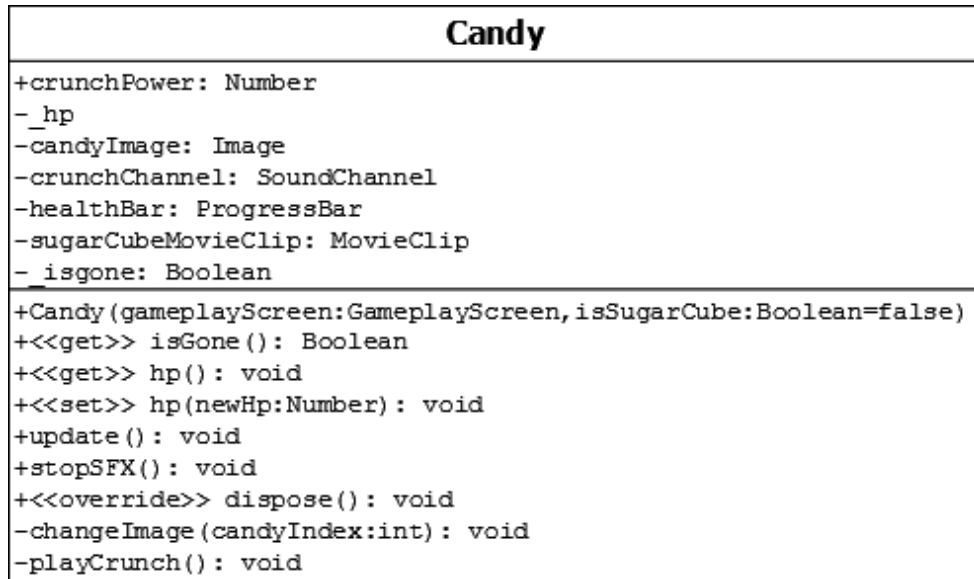 Candy
+crunchPower: Number
-_hp
-candyImage: Image
-crunchChannel: SoundChannel
-healthBar: ProgressBar
-sugarCubeMovieClip: MovieClip
-_isgone: Boolean
+Candy(gameplayScreen:GameplayScreen,isSugarCube:Boolean=false)
+<<get>> isGone(): Boolean
+<<get>> hp(): void
+<<set>> hp(newHp:Number): void
+update(): void
+stopSFX(): void
+<<override>> dispose(): void
-changeImage(candyIndex:int): void
-playCrunch(): void